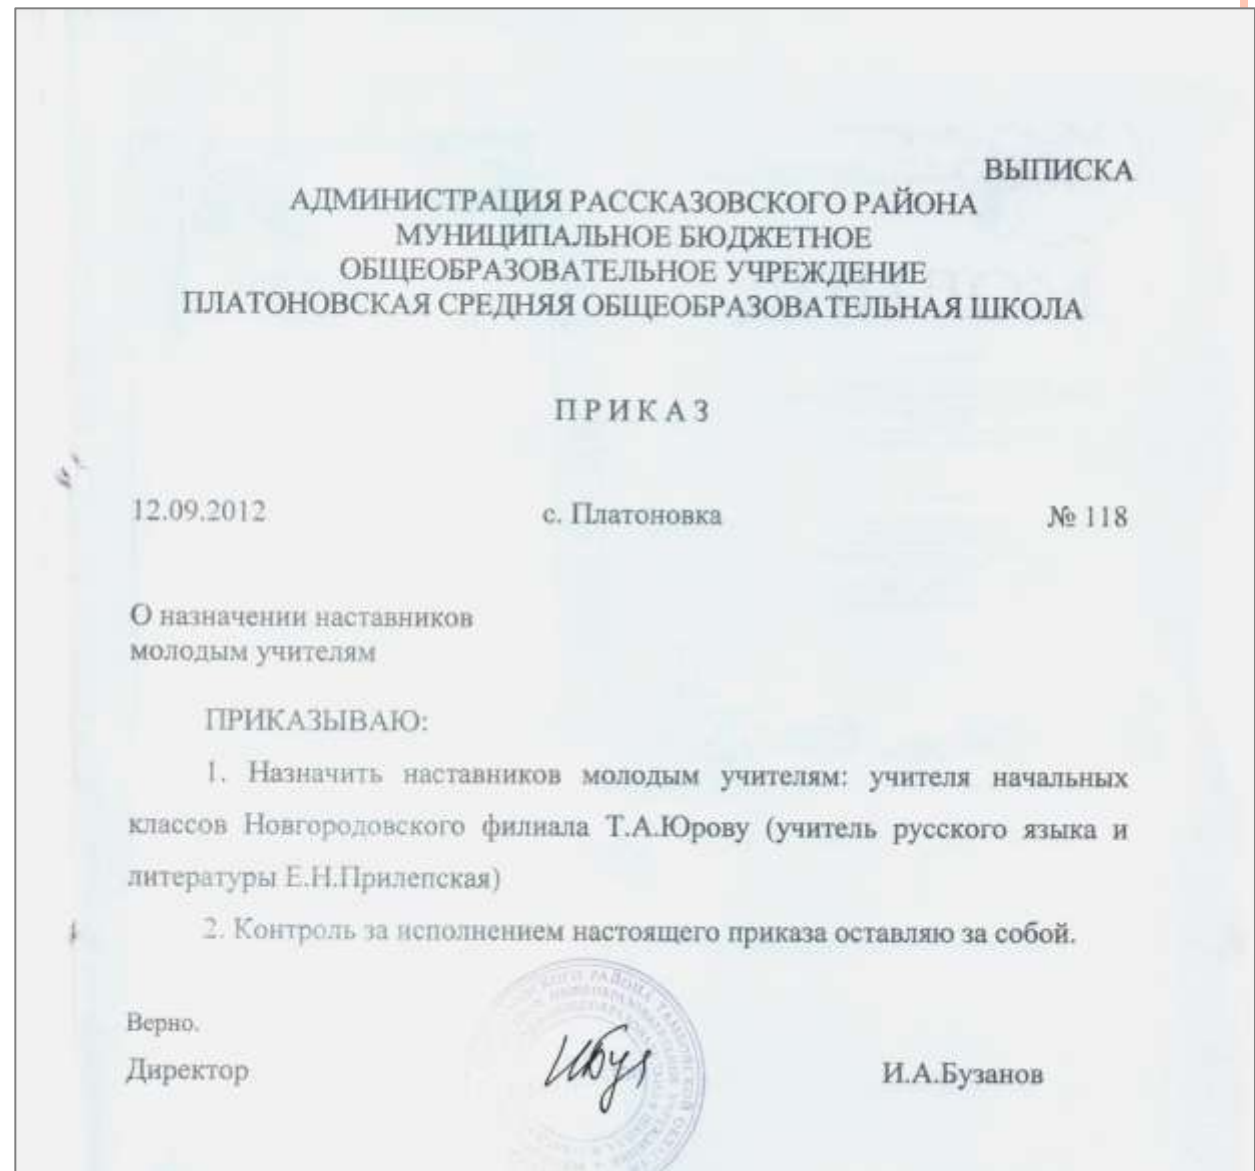 ВЫПИСКА
АДМИНИСТРАЦИЯ РАССКАЗОВСКОГО РАЙОНА
МУНИЦИПАЛЬНОЕ БЮДЖЕТНОЕ
ОБЩЕОБРАЗОВАТЕЛЬНОЕ УЧРЕЖДЕНИЕ
ПЛАТОНОВСКАЯ СРЕДНЯЯ ОБЩЕОБРАЗОВАТЕЛЬНАЯ ШКОЛА
П Р И К А З
12.09.2012 с. Платоновка № 118
О назначении наставников
молодым учителям
ПРИКАЗЫВАЮ:
1. Назначить наставников молодым учителям: учителя начальных
классов Новгородовского филиала Т.А.Юрову (учитель русского языка и
литературы Е.Н.Прилепская)
2. Контроль за исполнением настоящего приказа оставляю за собой.
Верно.
Директор И.А.Бузанов